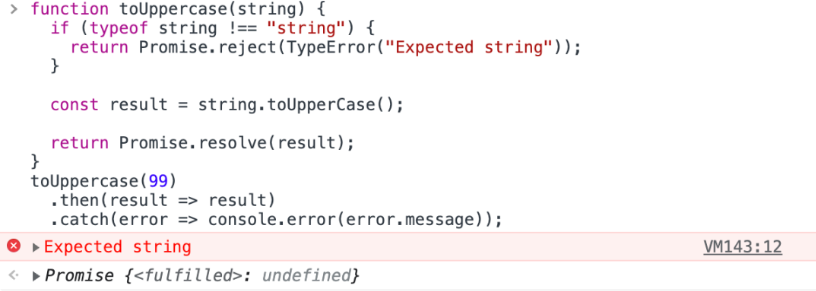 > function toUppercase(string) {
if (typeof string !== "string") {
return Promise.reject(TypeError("Expected string"));
}
const result = string.toUpperCase();
return Promise.resolve(result);
}
toUppercase(99)
.then(result => result)
.catch(error => console.error(error.message));
Expected string VM143:12
Promise {<fulfilled>: undefined}